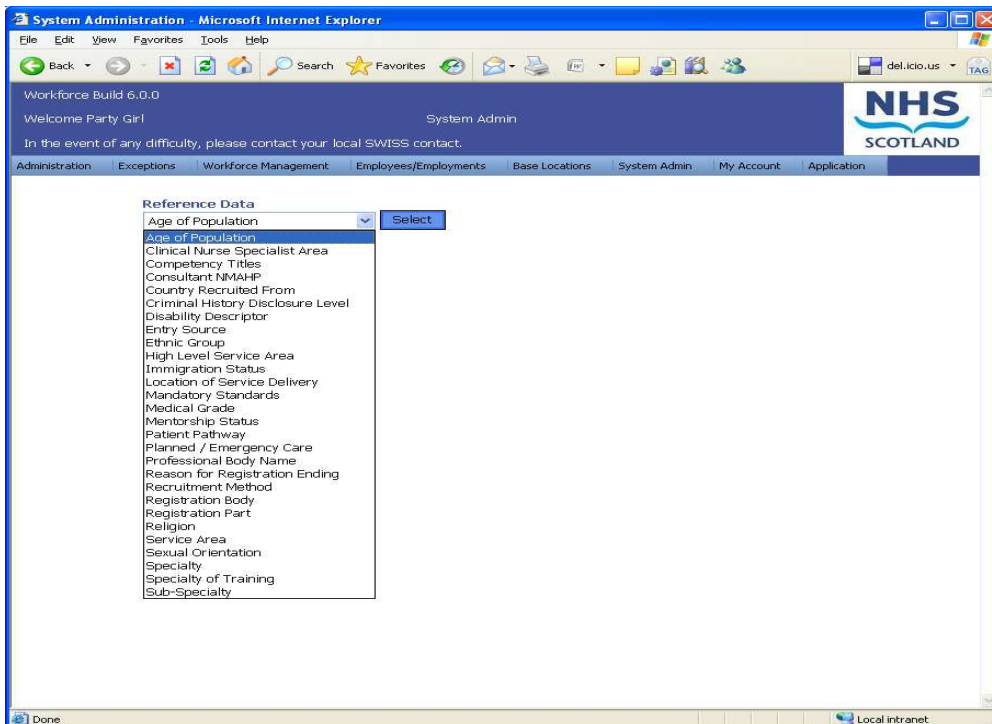 System Administration - Microsoft Internet Explorer
File Edit View Favorites Tools Help
Back Search Favorites del.icio.us TAG
Workforce Build 6.0.0
Welcome Party Girl System Admin
In the event of any difficulty, please contact your local SWISS contact.
NHS
SCOTLAND
Administration Exceptions Workforce Management Employees/Employments Base Locations System Admin My Account Application
Reference Data
Age of Population Select
Age of Population
Clinical Nurse Specialist Area
Competency Titles
Consultant NMAHP
Country Recruited From
Criminal History Disclosure Level
Disability Descriptor
Entry Source
Ethnic Group
High Level Service Area
Immigration Status
Location of Service Delivery
Mandatory Standards
Medical Grade
Mentorship Status
Patient Pathway
Planned / Emergency Care
Professional Body Name
Reason for Registration Ending
Recruitment Method
Registration Body
Registration Part
Religion
Service Area
Sexual Orientation
Specialty
Specialty of Training
Sub-Specialty
Done Local intranet